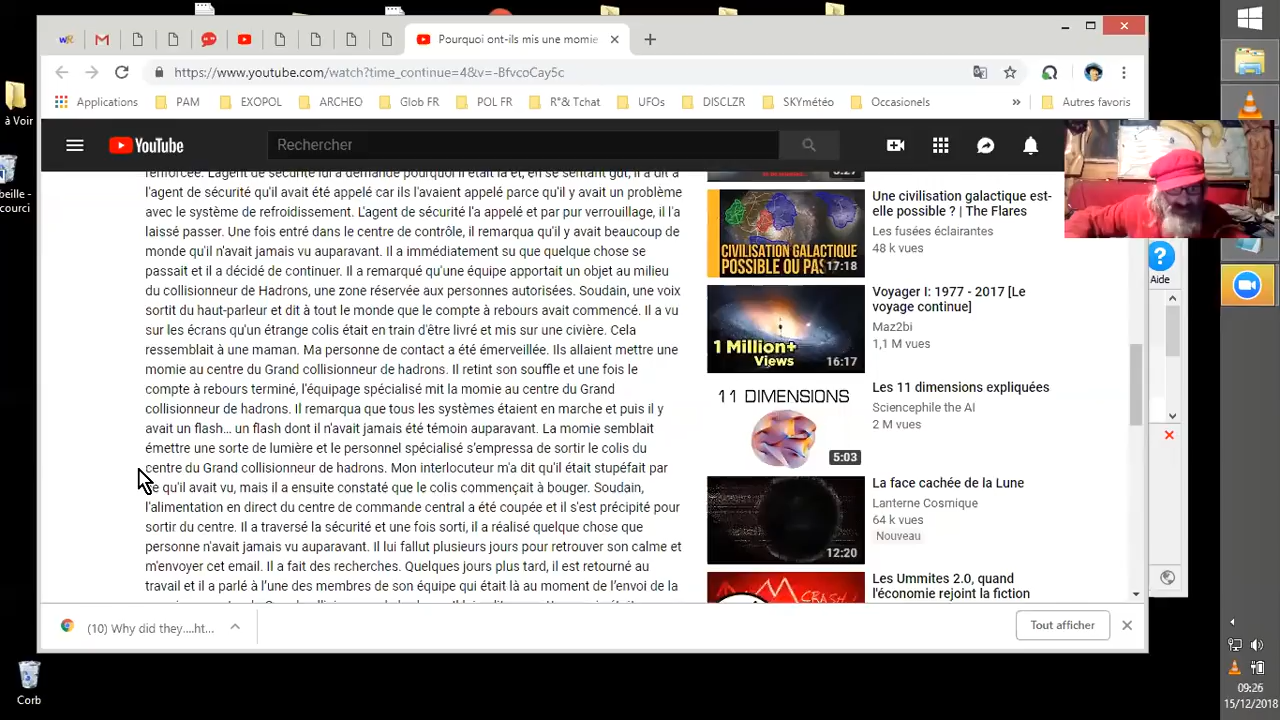 Pourquoi ont-ils mis une momie
https://www.youtube.com/watch?time_continue=4&v=-BfvcoCay5c
Applications PAM EXOPOL ARCHEO Glob FR POL FR R*& Tchat UFOs DISCLZR SKYmétéo Occasionels » Autres favoris
YouTube
Rechercher
à Voir
beille -
courci
l'agent de sécurité qu'il avait été appelé car ils l'avaient appelé parce qu'il y avait un problème
avec le système de refroidissement. L'agent de sécurité l'a appelé et par pur verrouillage, il l'a
laissé passer. Une fois entré dans le centre de contrôle, il remarqua qu'il y avait beaucoup de
monde qu'il n'avait jamais vu auparavant. Il a immédiatement su que quelque chose se
passait et il a décidé de continuer. Il a remarqué qu'une équipe apportait un objet au milieu
du collisionneur de Hadrons, une zone réservée aux personnes autorisées. Soudain, une voix
sortit du haut-parleur et dit à tout le monde que le compte à rebours avait commencé. Il a vu
sur les écrans qu'un étrange colis était en train d'être livré et mis sur une civière. Cela
ressemblait à une maman. Ma personne de contact a été émerveillée. Ils allaient mettre une
momie au centre du Grand collisionneur de hadrons. Il retint son souffle et une fois le
compte à rebours terminé, l'équipage spécialisé mit la momie au centre du Grand
collisionneur de hadrons. Il remarqua que tous les systèmes étaient en marche et puis il y
avait un flash... un flash dont il n'avait jamais été témoin auparavant. La momie semblait
émettre une sorte de lumière et le personnel spécialisé s'empressa de sortir le colis du
centre du Grand collisionneur de hadrons. Mon interlocuteur m'a dit qu'il était stupéfait par
ce qu'il avait vu, mais il a ensuite constaté que le colis commençait à bouger. Soudain,
l'alimentation en direct du centre de commande central a été coupée et il s'est précipité pour
sortir du centre. Il a traversé la sécurité et une fois sorti, il a réalisé quelque chose que
personne n'avait jamais vu auparavant. Il lui fallut plusieurs jours pour retrouver son calme et
m'envoyer cet email. Il a fait des recherches. Quelques jours plus tard, il est retourné au
travail et il a parlé à l'une des membres de son équipe qui était là au moment de l'envoi de la
CIVILISATION GALACTIQUE
POSSIBLE OU PAS
17:18
Une civilisation galactique est-
elle possible ? | The Flares
Les fusées éclairantes
48 k vues
1 Million+
Views
16:17
Voyager I: 1977 - 2017 [Le
voyage continue]
Maz2bi
1,1 M vues
11 DIMENSIONS
5:03
Les 11 dimensions expliquées
Sciencephile the AI
2 M vues
12:20
La face cachée de la Lune
Lanterne Cosmique
64 k vues
Nouveau
CRASH
Les Ummites 2.0, quand
l'économie rejoint la fiction
Aide
(10) Why did they....ht...
Tout afficher
Corb
09:26
15/12/2018